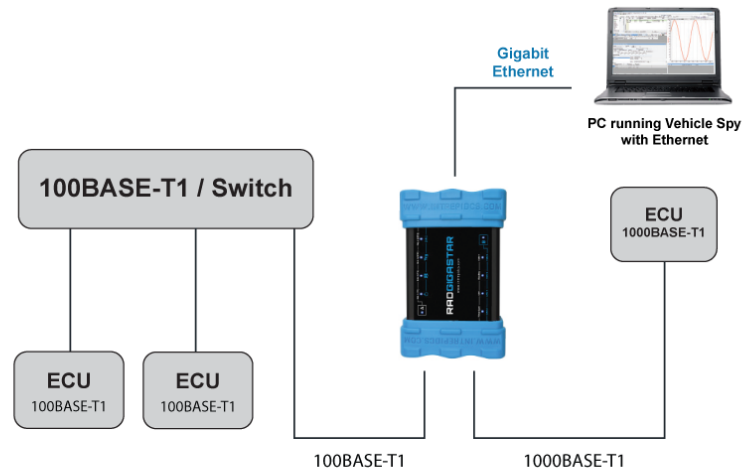 Gigabit
Ethernet
PC running Vehicle Spy
with Ethernet
100BASE-T1 / Switch
ECU
1000BASE-T1
RADGIGASTAR
ECU
100BASE-T1
ECU
100BASE-T1
100BASE-T1
1000BASE-T1